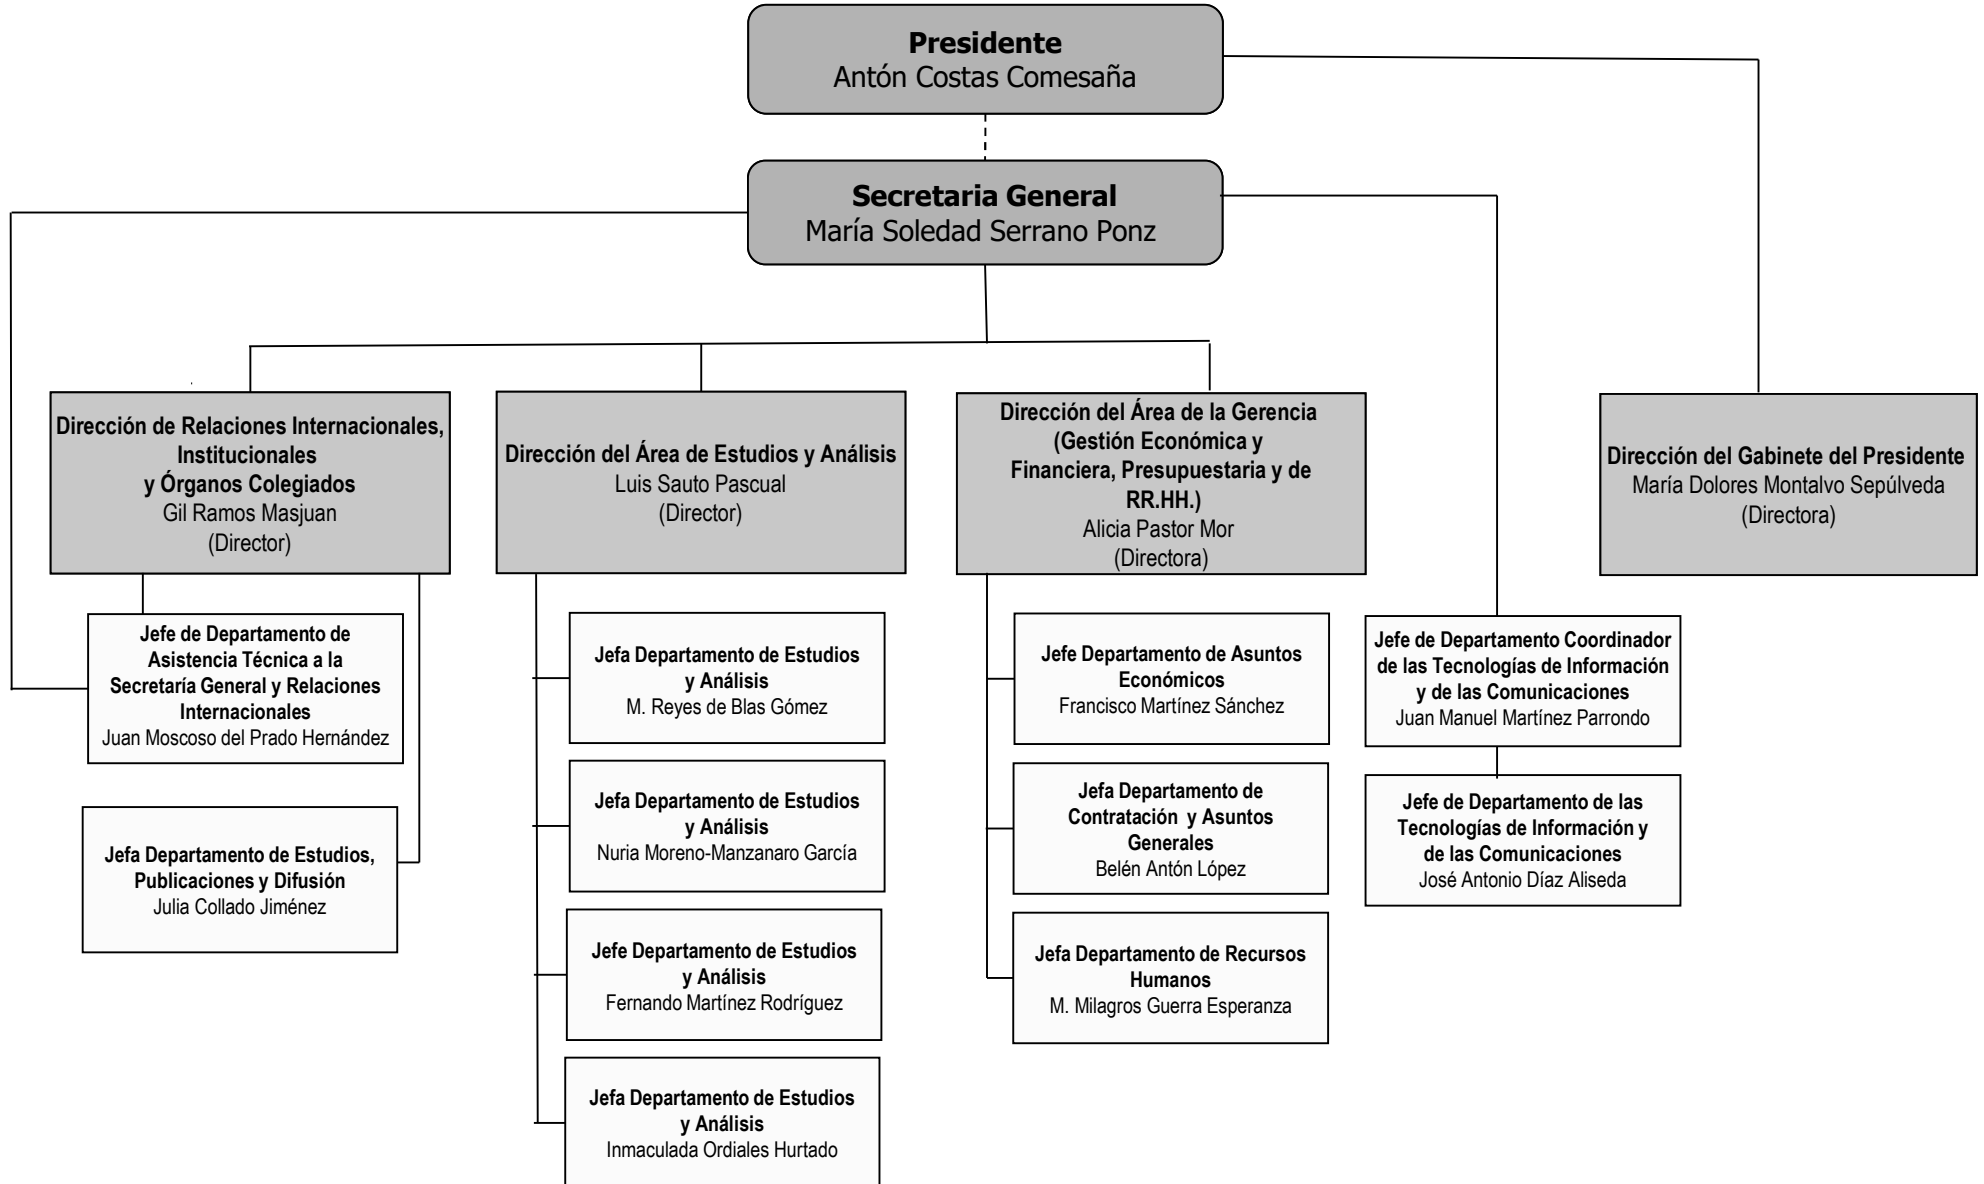 Presidente
Antón Costas Comesaña
Secretaria General
María Soledad Serrano Ponz
Dirección de Relaciones Internacionales,
Institucionales
y Órganos Colegiados
Gil Ramos Masjuan
(Director)
Dirección del Área de Estudios y Análisis
Luis Sauto Pascual
(Director)
Dirección del Área de la Gerencia
(Gestión Económica y
Financiera, Presupuestaria y de
RR.HH.)
Alicia Pastor Mor
(Directora)
Dirección del Gabinete del Presidente
María Dolores Montalvo Sepúlveda
(Directora)
Jefe de Departamento de
Asistencia Técnica a la
Secretaría General y Relaciones
Internacionales
Juan Moscoso del Prado Hernández
Jefa Departamento de Estudios,
Publicaciones y Difusión
Julia Collado Jiménez
Jefa Departamento de Estudios
y Análisis
M. Reyes de Blas Gómez
Jefa Departamento de Estudios
y Análisis
Nuria Moreno-Manzanaro García
Jefe Departamento de Estudios
y Análisis
Fernando Martínez Rodríguez
Jefa Departamento de Estudios
y Análisis
Inmaculada Ordiales Hurtado
Jefe Departamento de Asuntos
Económicos
Francisco Martínez Sánchez
Jefa Departamento de
Contratación y Asuntos
Generales
Belén Antón López
Jefa Departamento de Recursos
Humanos
M. Milagros Guerra Esperanza
Jefe de Departamento Coordinador
de las Tecnologías de Información
y de las Comunicaciones
Juan Manuel Martínez Parrondo
Jefe de Departamento de las
Tecnologías de Información y
de las Comunicaciones
José Antonio Díaz Aliseda